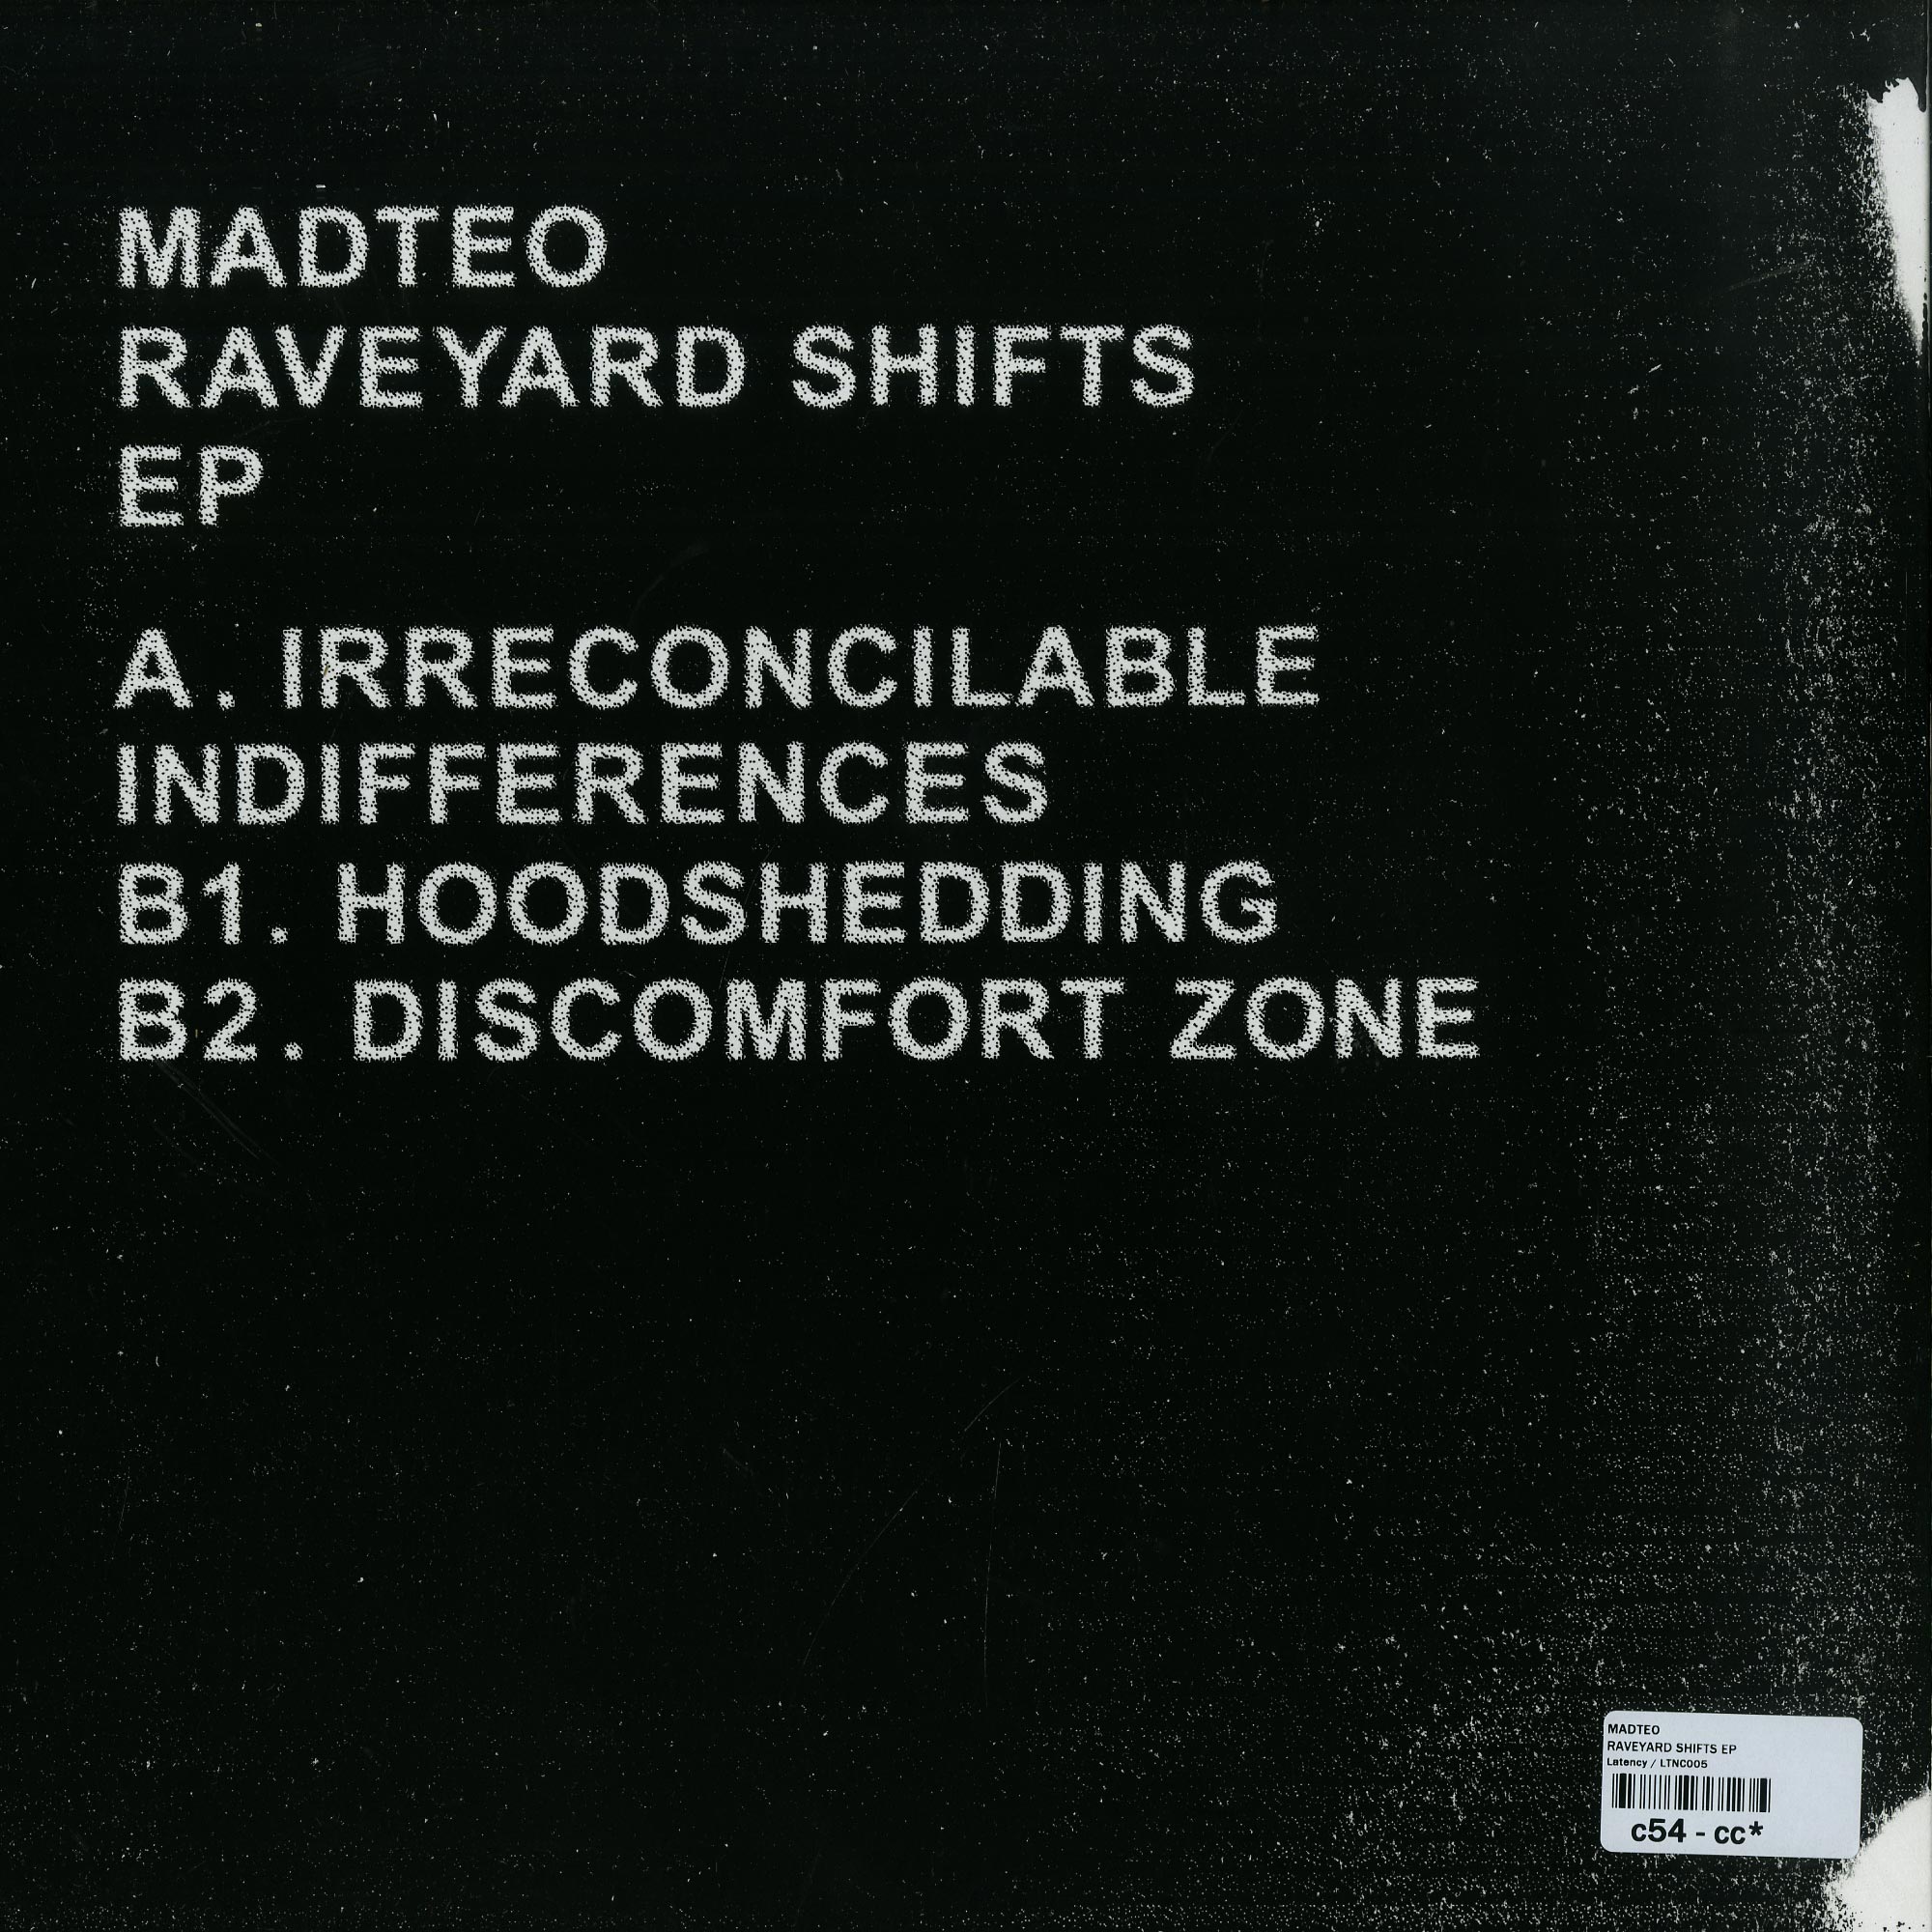 MADTEO
RAVEYARD SHIFTS
EP
A. IRRECONCILABLE
INDIFFERENCES
B1. HOODSHEDDING
B2. DISCOMFORT ZONE
MADTEO
RAVEYARD SHIFTS EP
Latency / LTNC005
c54 - cc*